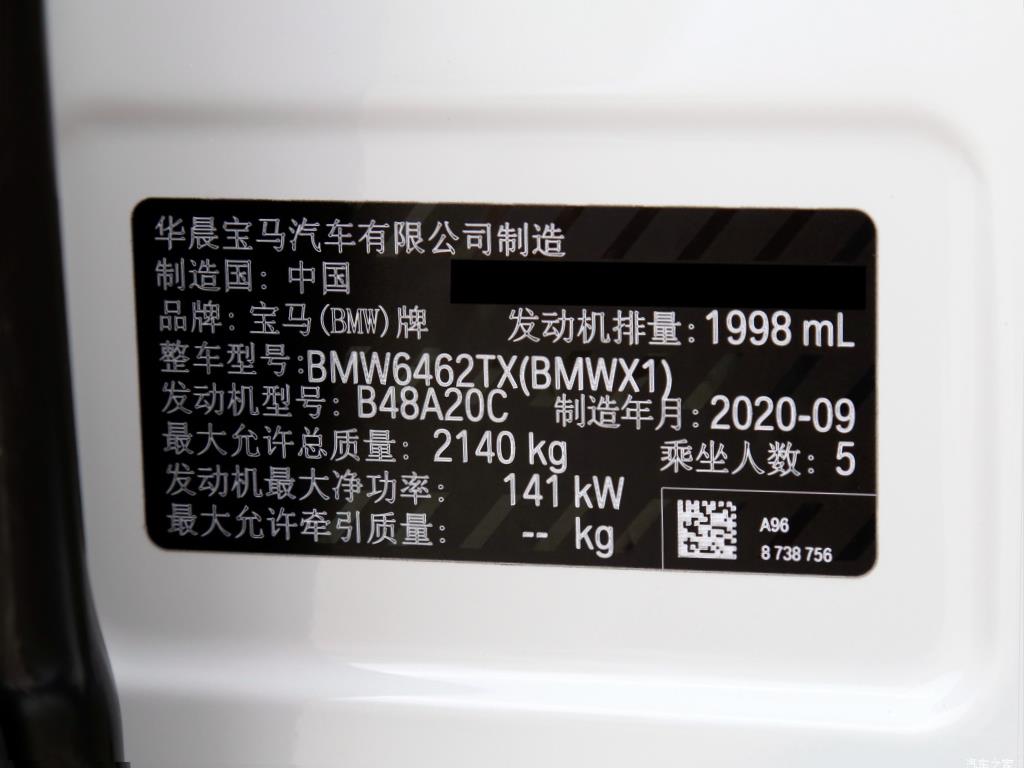 华晨宝马汽车有限公司制造
制造国：中国
品牌：宝马(BMW)牌 发动机排量：1998 mL
整车型号：BMW6462TX(BMWX1)
发动机型号：B48A20C 制造年月：2020-09
最大允许总质量：2140 kg 乘坐人数：5
发动机最大净功率：141 kW
最大允许牵引质量：-- kg
A96
8 738 756
汽车之家